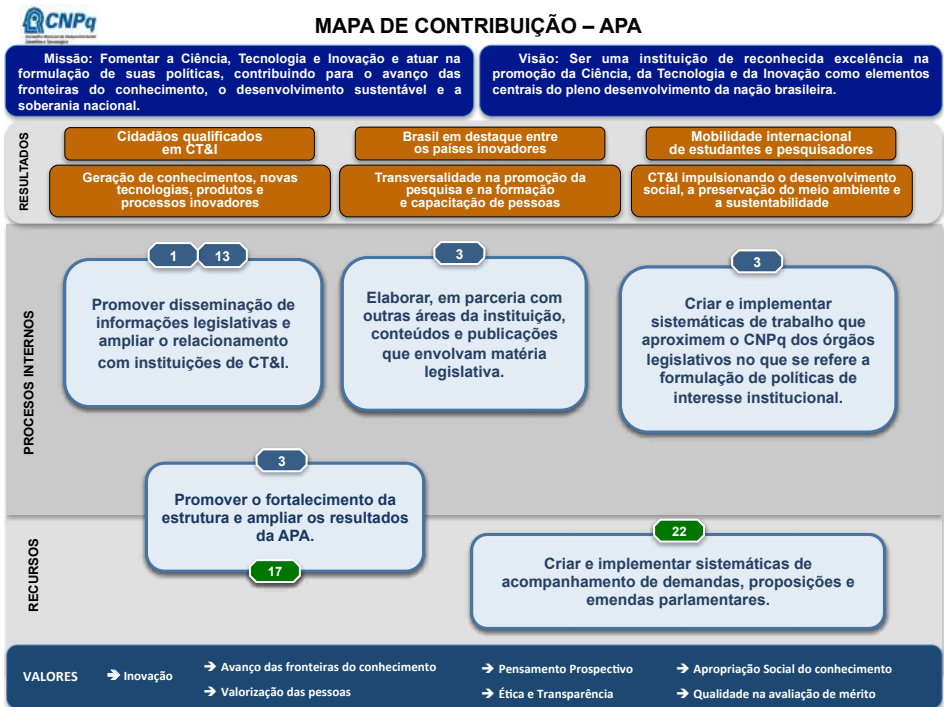 CNPq
MAPA DE CONTRIBUIÇÃO – APA
Missão: Fomentar a Ciência, Tecnologia e Inovação e atuar na
formulação de suas políticas, contribuindo para o avanço das
fronteiras do conhecimento, o desenvolvimento sustentável e a
soberania nacional.
Visão: Ser uma instituição de reconhecida excelência na
promoção da Ciência, da Tecnologia e da Inovação como elementos
centrais do pleno desenvolvimento da nação brasileira.
RESULTADOS
Cidadãos qualificados
em CT&I
Brasil em destaque entre
os países inovadores
Mobilidade internacional
de estudantes e pesquisadores
Geração de conhecimentos, novas
tecnologias, produtos e
processos inovadores
Transversalidade na promoção da
pesquisa e na formação
e capacitação de pessoas
CT&I impulsionando o desenvolvimento
social, a preservação do meio ambiente e
a sustentabilidade
PROCESOS INTERNOS
1
13
Promover disseminação de
informações legislativas e
ampliar o relacionamento
com instituições de CT&I.
3
Elaborar, em parceria com
outras áreas da instituição,
conteúdos e publicações
que envolvam matéria
legislativa.
3
Criar e implementar
sistemáticas de trabalho que
aproximem o CNPq dos órgãos
legislativos no que se refere a
formulação de políticas de
interesse institucional.
3
Promover o fortalecimento da
estrutura e ampliar os resultados
da APA.
17
RECURSOS
22
Criar e implementar sistemáticas de
acompanhamento de demandas, proposições e
emendas parlamentares.
VALORES
➔ Inovação
➔ Avanço das fronteiras do conhecimento
➔ Valorização das pessoas
➔ Pensamento Prospectivo
➔ Ética e Transparência
➔ Apropriação Social do conhecimento
➔ Qualidade na avaliação de mérito